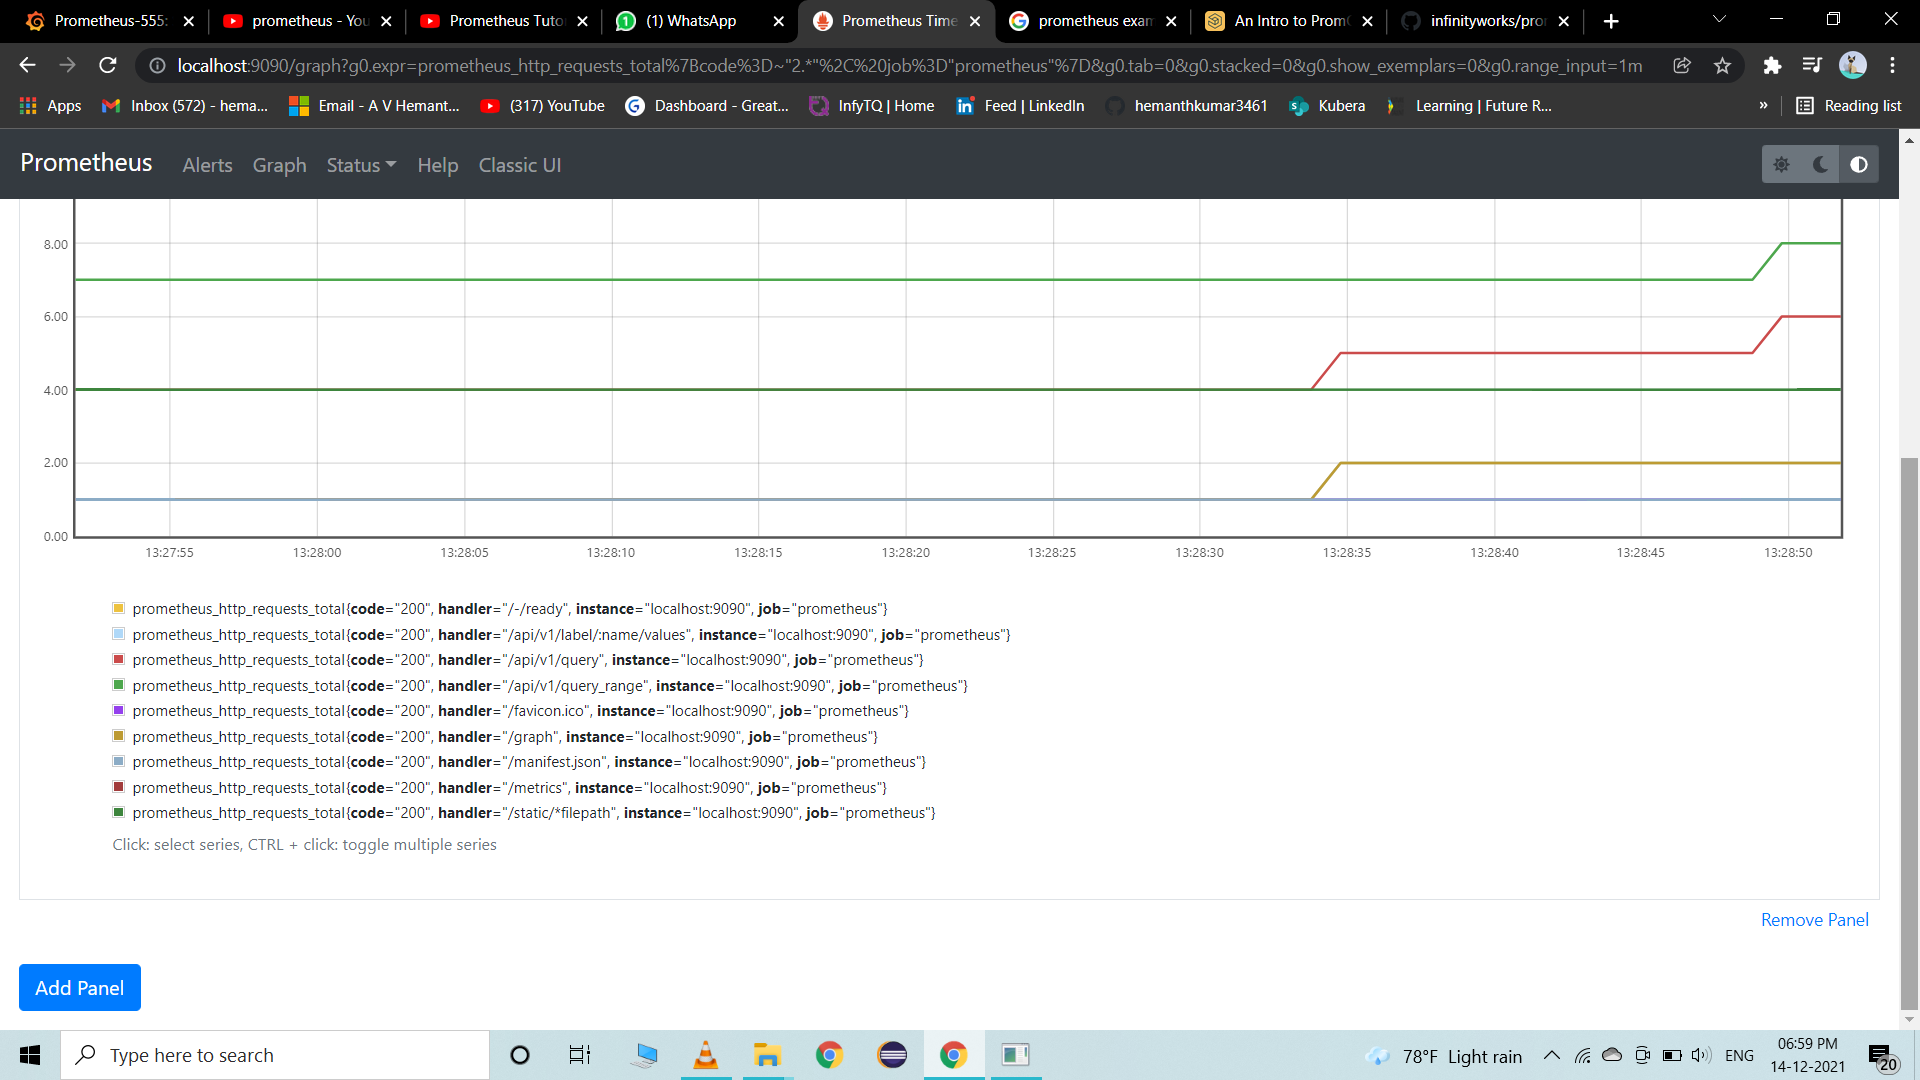 Prometheus-555:
prometheus - You
Prometheus Tuto
(1) WhatsApp
Prometheus Time
prometheus exam
An Intro to Prom
infinityworks/pro
localhost:9090/graph?g0.expr=prometheus_http_requests_total%7Bcode%3D~"2.*"%2C%20job%3D"prometheus"%7D&g0.tab=0&g0.stacked=0&g0.show_exemplars=0&g0.range_input=1m
Apps
Inbox (572) - hema...
Email - A V Hemant...
(317) YouTube
Dashboard - Great...
InfyTQ | Home
Feed | LinkedIn
hemanthkumar3461
Kubera
Learning | Future R...
»
Reading list
Prometheus Alerts Graph Status Help Classic UI
8.00
6.00
4.00
2.00
0.00
13:27:55 13:28:00 13:28:05 13:28:10 13:28:15 13:28:20 13:28:25 13:28:30 13:28:35 13:28:40 13:28:45 13:28:50
prometheus_http_requests_total{code="200", handler="/-/ready", instance="localhost:9090", job="prometheus"}
prometheus_http_requests_total{code="200", handler="/api/v1/label/:name/values", instance="localhost:9090", job="prometheus"}
prometheus_http_requests_total{code="200", handler="/api/v1/query", instance="localhost:9090", job="prometheus"}
prometheus_http_requests_total{code="200", handler="/api/v1/query_range", instance="localhost:9090", job="prometheus"}
prometheus_http_requests_total{code="200", handler="/favicon.ico", instance="localhost:9090", job="prometheus"}
prometheus_http_requests_total{code="200", handler="/graph", instance="localhost:9090", job="prometheus"}
prometheus_http_requests_total{code="200", handler="/manifest.json", instance="localhost:9090", job="prometheus"}
prometheus_http_requests_total{code="200", handler="/metrics", instance="localhost:9090", job="prometheus"}
prometheus_http_requests_total{code="200", handler="/static/*filepath", instance="localhost:9090", job="prometheus"}
Click: select series, CTRL + click: toggle multiple series
Remove Panel
Add Panel
Type here to search
78°F Light rain
ENG
06:59 PM
14-12-2021
20